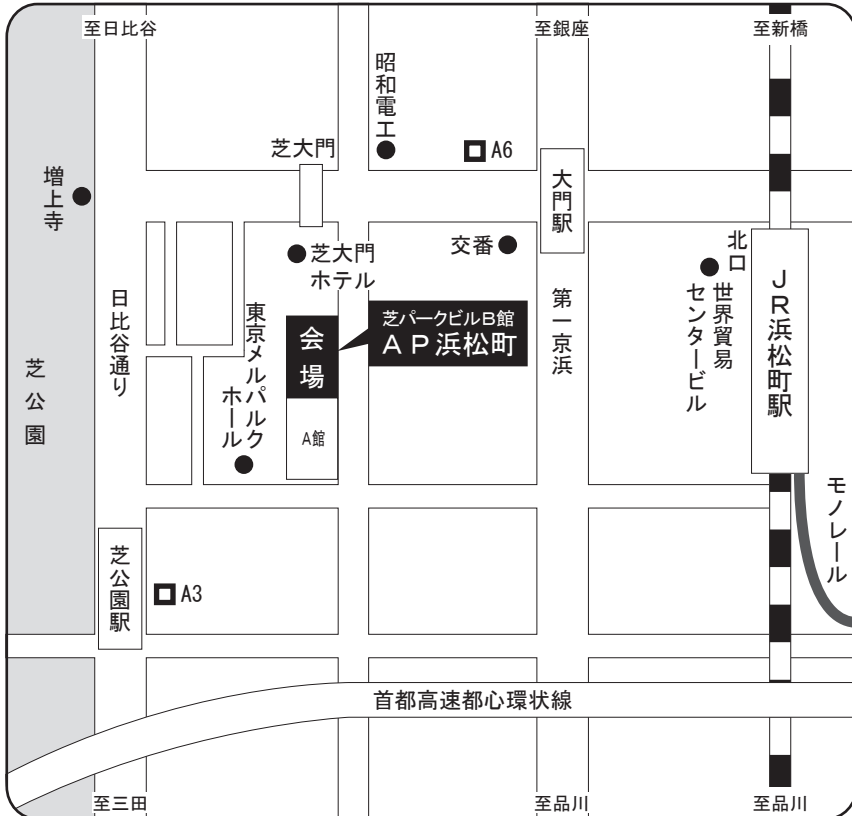 至日比谷
至銀座
至新橋
昭和電工
芝大門
A6
大門駅
増上寺
芝大門
ホテル
交番
北口
世界貿易
センタービル
JR浜松町駅
日比谷通り
東京メルパルク
ホール
会場
芝パークビルB館
AP浜松町
第一京浜
芝公園
A館
モノレール
芝公園駅
A3
首都高速都心環状線
至三田
至品川
至品川